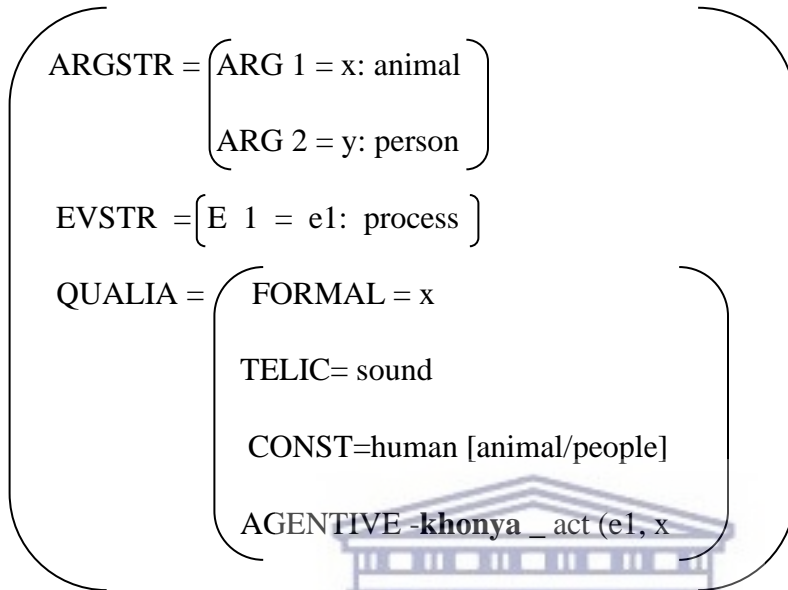 ARGSTR = ARG 1 = x: animal
ARG 2 = y: person
EVSTR = E 1 = e1: process
QUALIA = FORMAL = x
TELIC= sound
CONST=human [animal/people]
AGENTIVE -khonya _ act (e1, x